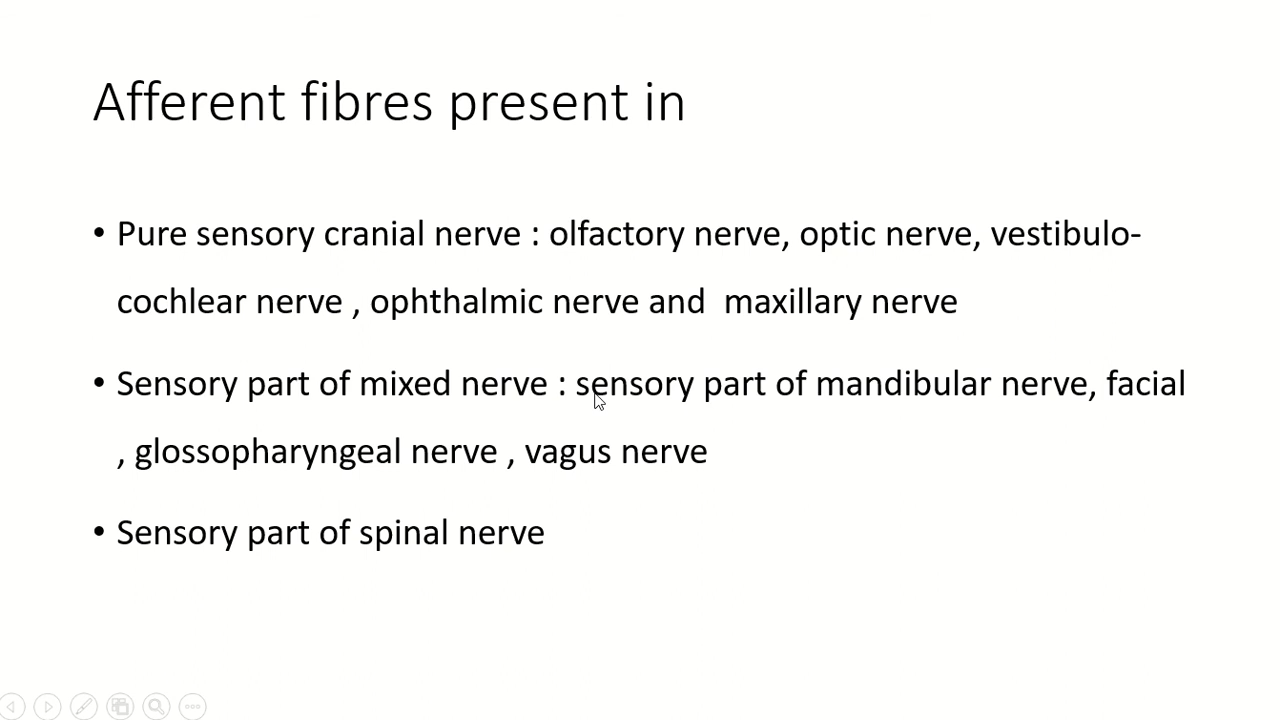 Afferent fibres present in
• Pure sensory cranial nerve : olfactory nerve, optic nerve, vestibulo-
cochlear nerve , ophthalmic nerve and  maxillary nerve
• Sensory part of mixed nerve : sensory part of mandibular nerve, facial
, glossopharyngeal nerve , vagus nerve
• Sensory part of spinal nerve